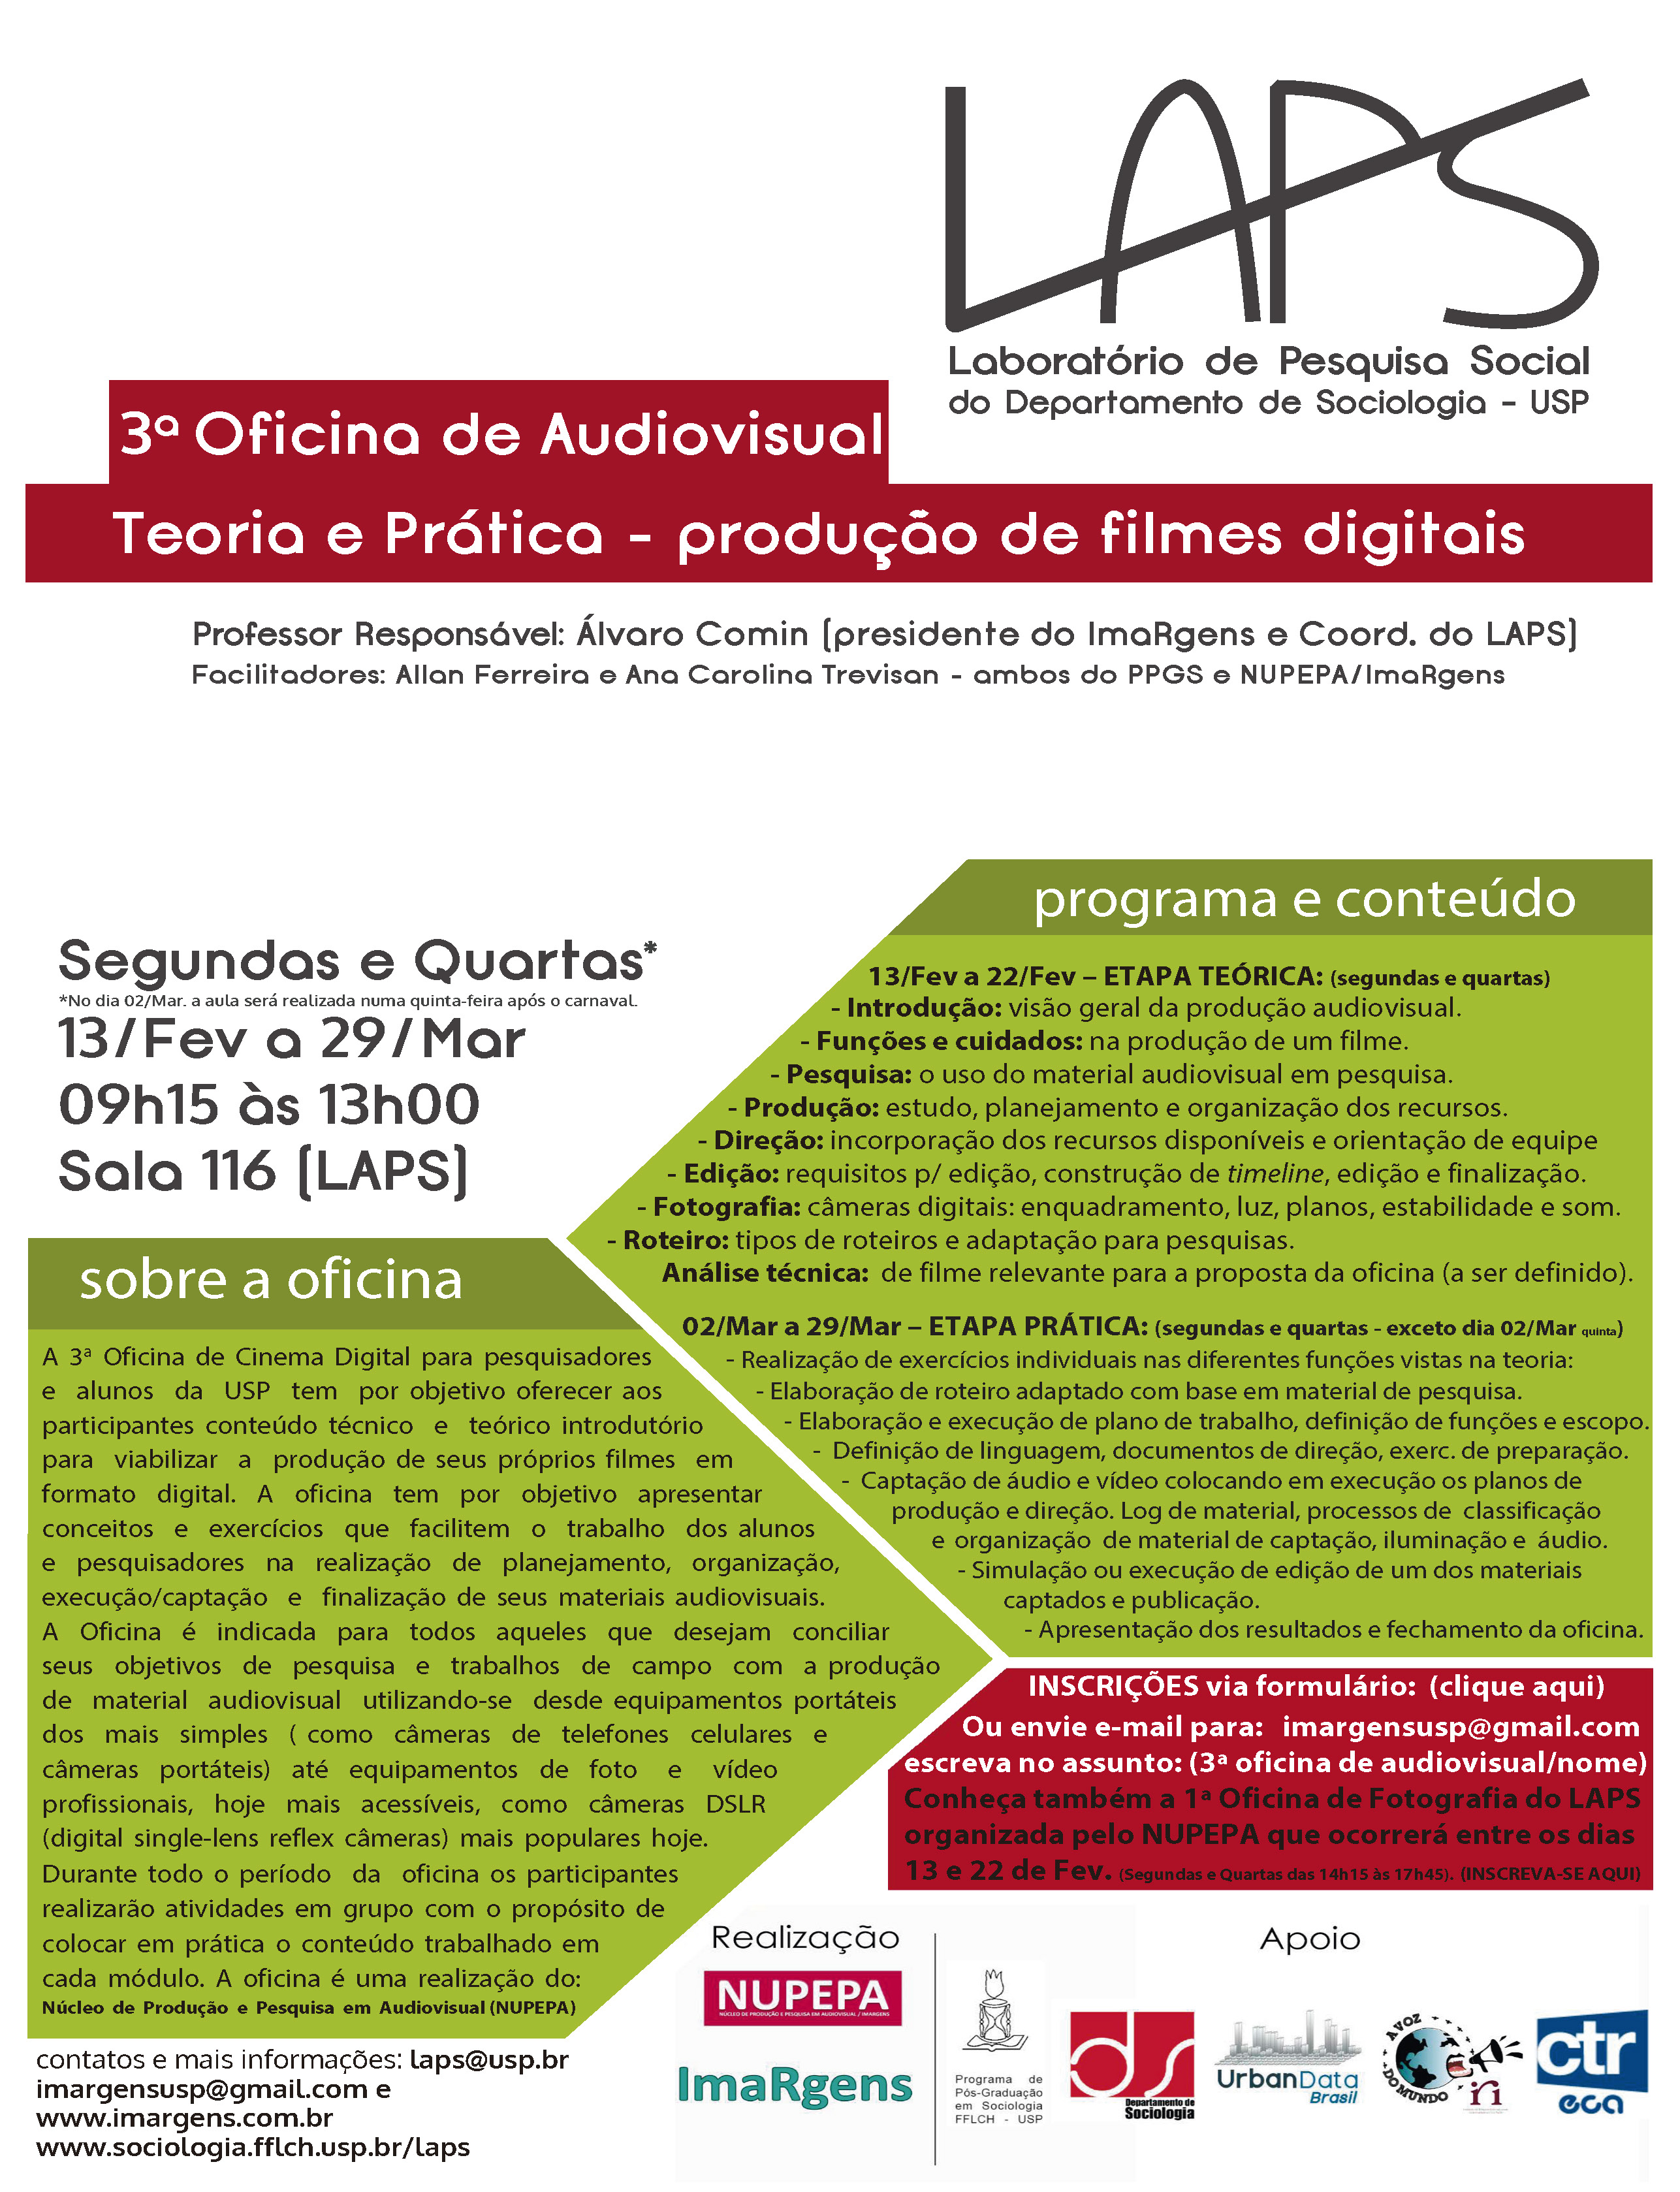 LAPS
Laboratório de Pesquisa Social
do Departamento de Sociologia - USP
3ª Oficina de Audiovisual
Teoria e Prática - produção de filmes digitais
Professor Responsável: Álvaro Comin (presidente do ImaRgens e Coord. do LAPS)
Facilitadores: Allan Ferreira e Ana Carolina Trevisan - ambos do PPGS e NUPEPA/ImaRgens
Segundas e Quartas*
*No dia 02/Mar. a aula será realizada numa quinta-feira após o carnaval.
13/Fev a 29/Mar
09h15 às 13h00
Sala 116 (LAPS)
programa e conteúdo
13/Fev a 22/Fev – ETAPA TEÓRICA: (segundas e quartas)
- Introdução: visão geral da produção audiovisual.
- Funções e cuidados: na produção de um filme.
- Pesquisa: o uso do material audiovisual em pesquisa.
- Produção: estudo, planejamento e organização dos recursos.
- Direção: incorporação dos recursos disponíveis e orientação de equipe
- Edição: requisitos p/ edição, construção de timeline, edição e finalização.
- Fotografia: câmeras digitais: enquadramento, luz, planos, estabilidade e som.
- Roteiro: tipos de roteiros e adaptação para pesquisas.
Análise técnica: de filme relevante para a proposta da oficina (a ser definido).
02/Mar a 29/Mar – ETAPA PRÁTICA: (segundas e quartas - exceto dia 02/Mar quinta)
- Realização de exercícios individuais nas diferentes funções vistas na teoria:
- Elaboração de roteiro adaptado com base em material de pesquisa.
- Elaboração e execução de plano de trabalho, definição de funções e escopo.
- Definição de linguagem, documentos de direção, exerc. de preparação.
- Captação de áudio e vídeo colocando em execução os planos de
produção e direção. Log de material, processos de classificação
e organização de material de captação, iluminação e áudio.
- Simulação ou execução de edição de um dos materiais
captados e publicação.
- Apresentação dos resultados e fechamento da oficina.
sobre a oficina
A 3ª Oficina de Cinema Digital para pesquisadores
e alunos da USP tem por objetivo oferecer aos
participantes conteúdo técnico e teórico introdutório
para viabilizar a produção de seus próprios filmes em
formato digital. A oficina tem por objetivo apresentar
conceitos e exercícios que facilitem o trabalho dos alunos
e pesquisadores na realização de planejamento, organização,
execução/captação e finalização de seus materiais audiovisuais.
A Oficina é indicada para todos aqueles que desejam conciliar
seus objetivos de pesquisa e trabalhos de campo com a produção
de material audiovisual utilizando-se desde equipamentos portáteis
dos mais simples ( como câmeras de telefones celulares e
câmeras portáteis) até equipamentos de foto e vídeo
profissionais, hoje mais acessíveis, como câmeras DSLR
(digital single-lens reflex câmeras) mais populares hoje.
Durante todo o período da oficina os participantes
realizarão atividades em grupo com o propósito de
colocar em prática o conteúdo trabalhado em
cada módulo. A oficina é uma realização do:
Núcleo de Produção e Pesquisa em Audiovisual (NUPEPA)
INSCRIÇÕES via formulário: (clique aqui)
Ou envie e-mail para: imargensusp@gmail.com
escreva no assunto: (3ª oficina de audiovisual/nome)
Conheça também a 1ª Oficina de Fotografia do LAPS
organizada pelo NUPEPA que ocorrerá entre os dias
13 e 22 de Fev. (Segundas e Quartas das 14h15 às 17h45). (INSCREVA-SE AQUI)
contatos e mais informações: laps@usp.br
imargensusp@gmail.com e
www.imargens.com.br
www.sociologia.fflch.usp.br/laps
Realização
NUPEPA
NÚCLEO DE PRODUÇÃO E PESQUISA EM AUDIOVISUAL / IMARGENS
ImaRgens
Programa de
Pós-Graduação
em Sociologia
FFLCH - USP
Apoio
ds
Departamento de
Sociologia
UrbanData
Brasil
A VOZ
DO MUNDO
ctr
eca